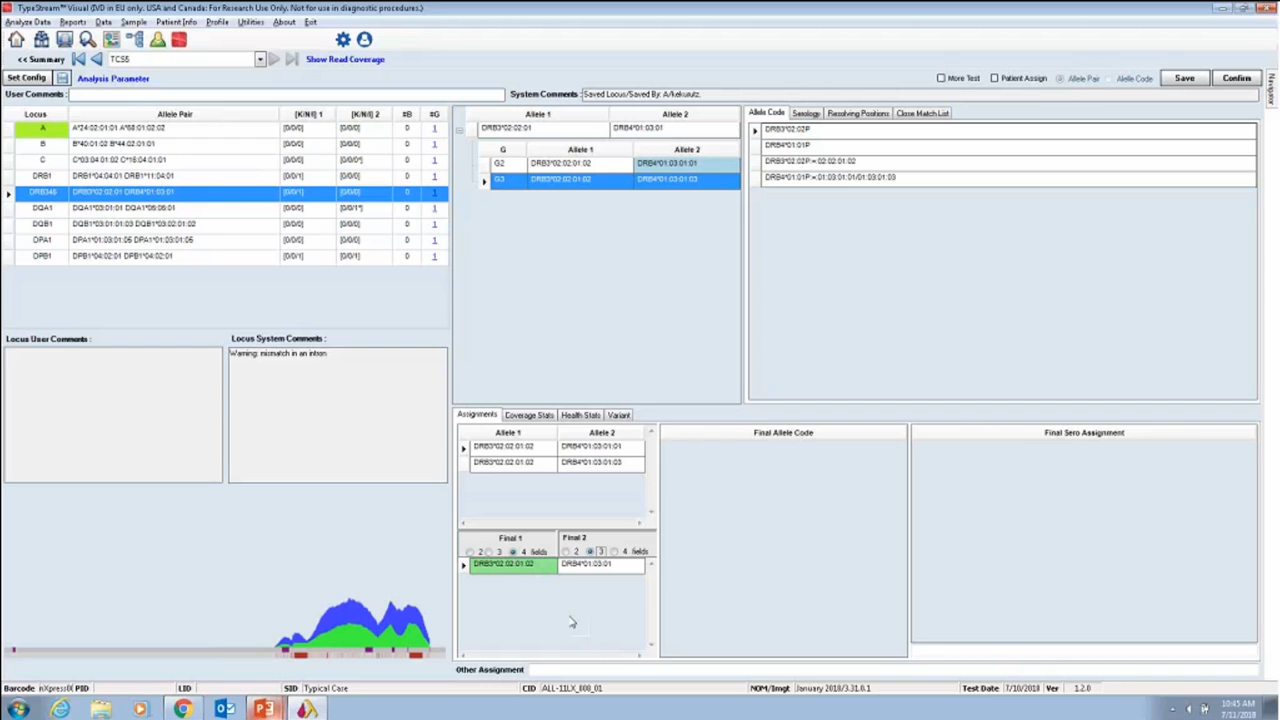 TypeStream™ Visual (IVD in EU only. USA and Canada: For Research Use Only. Not for use in diagnostic procedures.)
Analyze Data Reports Data Sample Patient Info Profile Utilities About Exit
<< Summary TCS5 Show Read Coverage
Set Config Analysis Parameter More Test Patient Assign Allele Pair Allele Code Save Confirm
User Comments: System Comments: Saved Locus/Saved By: A/kekurutz. Navigator
Locus Allele Pair [K/N/I] 1 [K/N/I] 2 #B #G
A A*24:02:01:01 A*68:01:02:02 [0/0/0] [0/0/0] 0 1
B B*40:01:02 B*44:02:01:01 [0/0/0] [0/0/0] 0 1
C C*03:04:01:02 C*16:04:01:01 [0/0/0] [0/0/0*] 0 1
DRB1 DRB1*04:04:01 DRB1*11:04:01 [0/0/0] [0/0/0] 0 1
DRB345 DRB3*02:02:01 DRB4*01:03:01 [0/0/0] [0/0/1] 0 1
DQA1 DQA1*03:01:01 DQA1*05:05:01 [0/0/0] [0/0/1*] 0 1
DQB1 DQB1*03:01:01:03 DQB1*03:02:01:02 [0/0/0] [0/0/0] 0 1
DPA1 DPA1*01:03:01:05 DPA1*01:03:01:05 [0/0/0] [0/0/0] 0 1
DPB1 DPB1*04:02:01 DPB1*04:02:01 [0/0/1] [0/0/1] 0 1
Allele 1 Allele 2
DRB3*02:02:01 DRB4*01:03:01
G Allele 1 Allele 2
G2 DRB3*02:02:01:02 DRB4*01:03:01:01
G3 DRB3*02:02:01:02 DRB4*01:03:01:03
Allele Code Serology Resolving Positions Close Match List
DRB3*02:02P
DRB4*01:01P
DRB3*02:02P = 02:02:01:02
DRB4*01:01P = 01:03:01:01/01:03:01:03
Locus User Comments : Locus System Comments :
Warning: mismatch in an intron
Assignments Coverage Stats Health Stats Variant
Allele 1 Allele 2
DRB3*02:02:01:02 DRB4*01:03:01:01
DRB3*02:02:01:02 DRB4*01:03:01:03
Final 1 Final 2
2 3 4 fields 2 3 4 fields
DRB3*02:02:01:02 DRB4*01:03:01
Final Allele Code Final Sero Assignment
Other Assignment
Barcode nXpress0( PID LID SID Typical Case CID ALL-11LX_008_01 NOM/Imgt January 2018/3.31.0.1 Test Date 7/10/2018 Ver 1.2.0
10:45 AM
7/11/2018